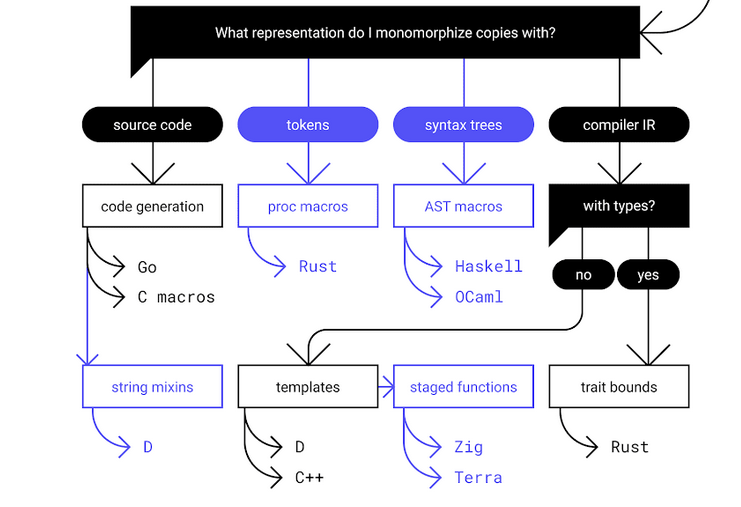 What representation do I monomorphize copies with?
source code
tokens
syntax trees
compiler IR
code generation
proc macros
AST macros
with types?
Go
C macros
Rust
Haskell
OCaml
no
yes
string mixins
templates
staged functions
trait bounds
D
D
C++
Zig
Terra
Rust